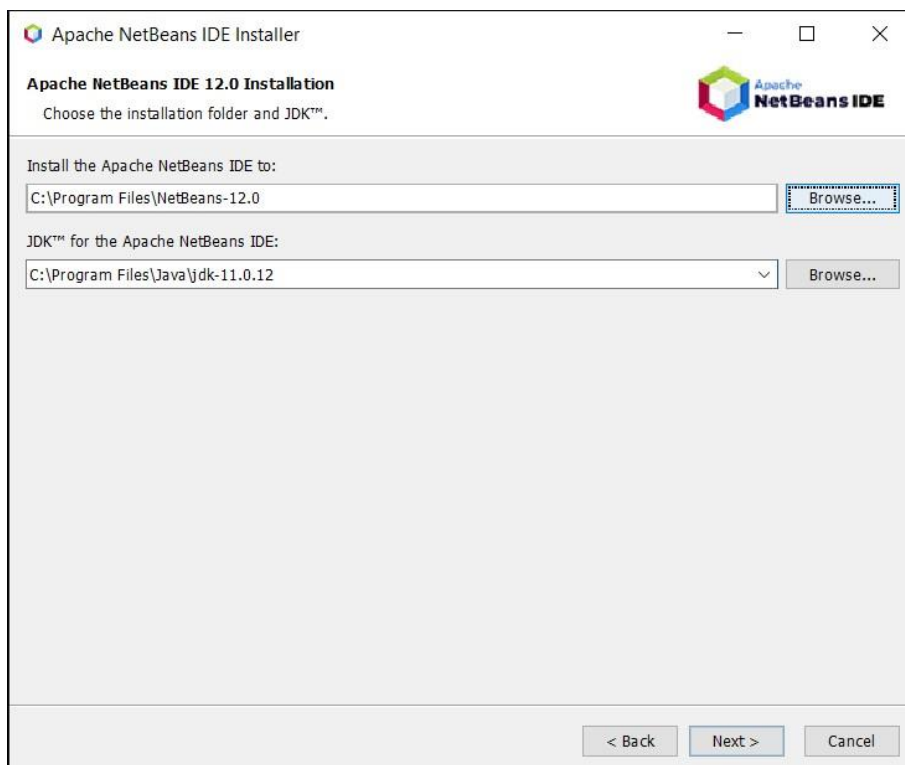 Apache NetBeans IDE Installer
Apache NetBeans IDE 12.0 Installation
Choose the installation folder and JDK™.
Apache
NetBeans IDE
Install the Apache NetBeans IDE to:
C:\Program Files\NetBeans-12.0
Browse...
JDK™ for the Apache NetBeans IDE:
C:\Program Files\Java\jdk-11.0.12
Browse...
< Back
Next >
Cancel